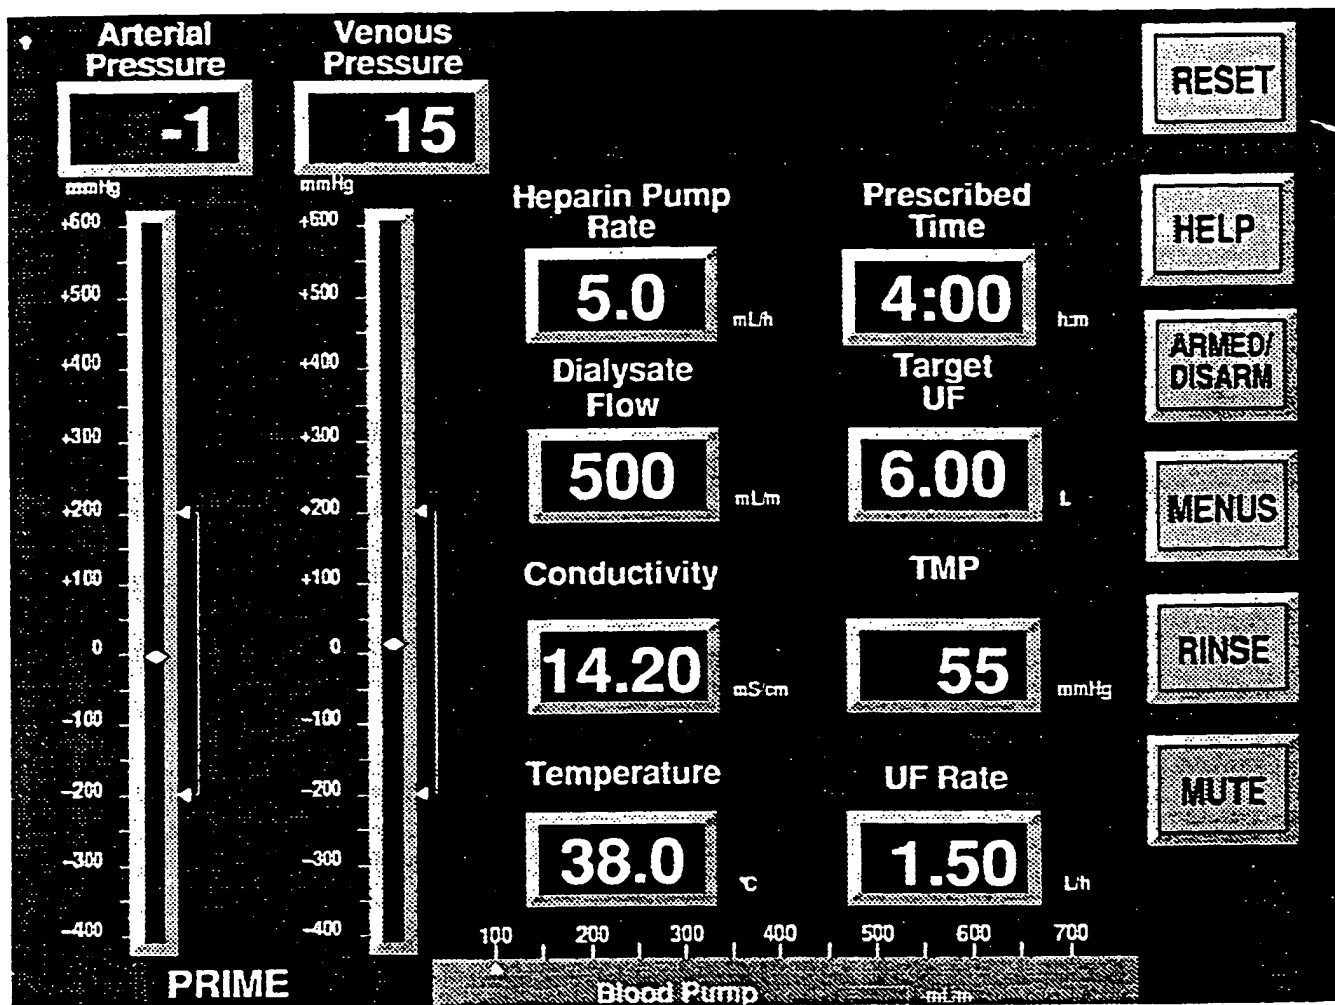 Arterial
Pressure
-1
mmHg
+600
+500
+400
+300
+200
+100
0
-100
-200
-300
-400
Venous
Pressure
15
mmHg
+600
+500
+400
+300
+200
+100
0
-100
-200
-300
-400
PRIME
Heparin Pump
Rate
5.0 mL/h
Prescribed
Time
4:00 h:m
Dialysate
Flow
500 mL/m
Target
UF
6.00 L
Conductivity
14.20 mS/cm
TMP
55 mmHg
Temperature
38.0 °C
UF Rate
1.50 L/h
100 200 300 400 500 600 700
Blood Pump mL/m
RESET
HELP
ARMED/
DISARM
MENUS
RINSE
MUTE